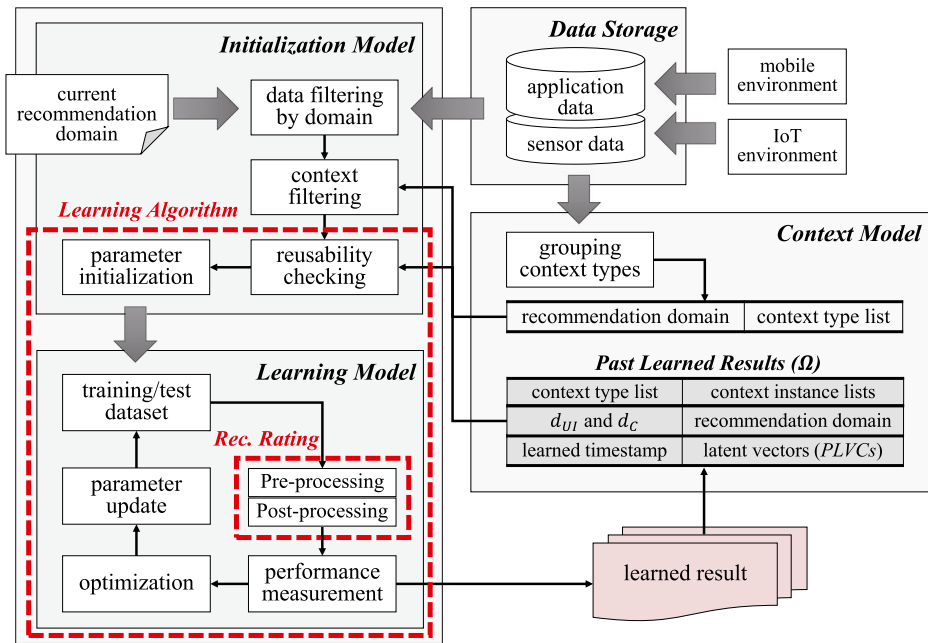 Initialization Model
current
recommendation
domain
data filtering
by domain
context
filtering
Learning Algorithm
parameter
initialization
reusability
checking
Data Storage
application
data
sensor data
mobile
environment
IoT
environment
Context Model
grouping
context types
recommendation domain
context type list
Past Learned Results (Ω)
context type list
context instance lists
d_{UI} and d_C
recommendation domain
learned timestamp
latent vectors (PLVCs)
Learning Model
training/test
dataset
Rec. Rating
Pre-processing
Post-processing
parameter
update
optimization
performance
measurement
learned result